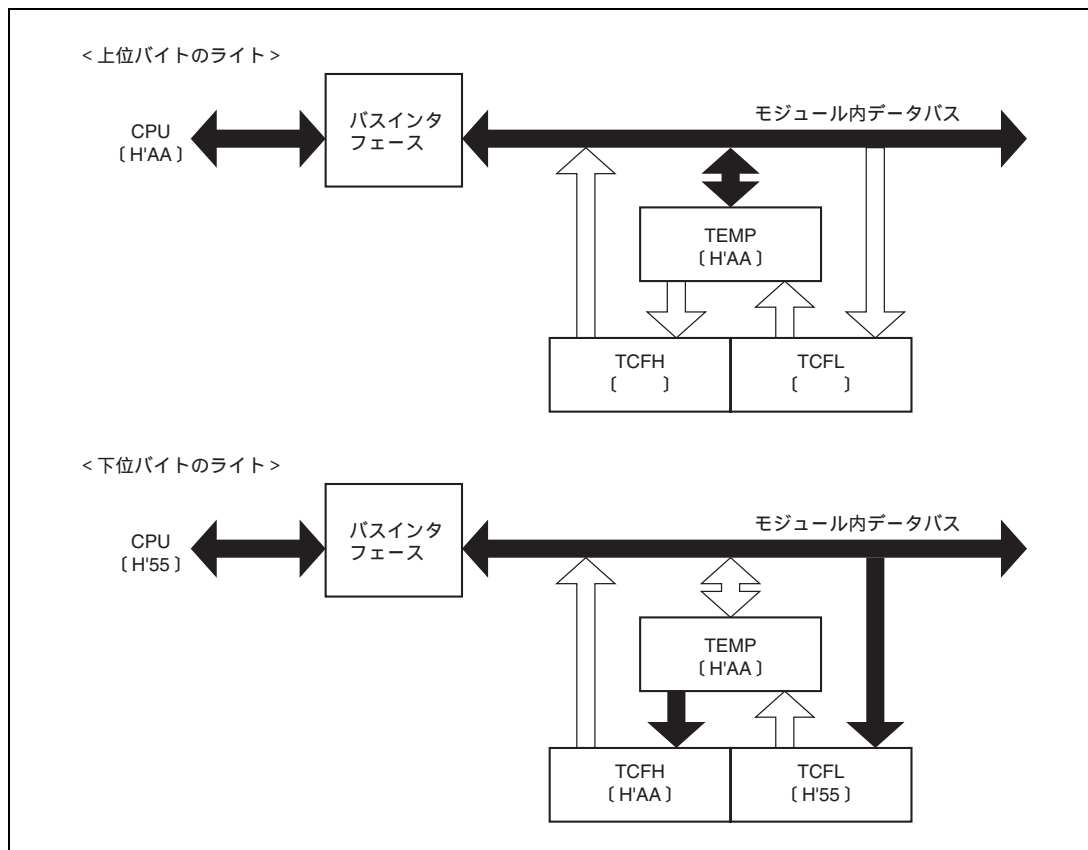 < 上位バイトのライト >
CPU
〔 H'AA 〕
バスインタ
フェース
モジュール内データバス
TEMP
〔 H'AA 〕
TCFH
〔　　〕
TCFL
〔　　〕
< 下位バイトのライト >
CPU
〔 H'55 〕
バスインタ
フェース
モジュール内データバス
TEMP
〔 H'AA 〕
TCFH
〔 H'AA 〕
TCFL
〔 H'55 〕